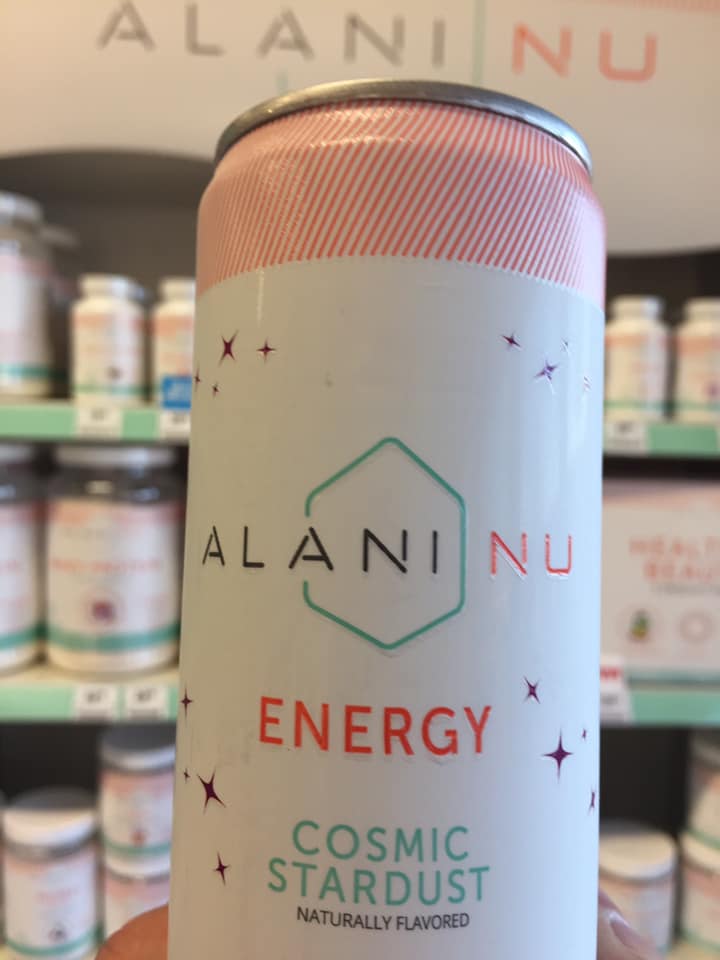 ALANI NU
ALANI NU
ENERGY
COSMIC
STARDUST
NATURALLY FLAVORED